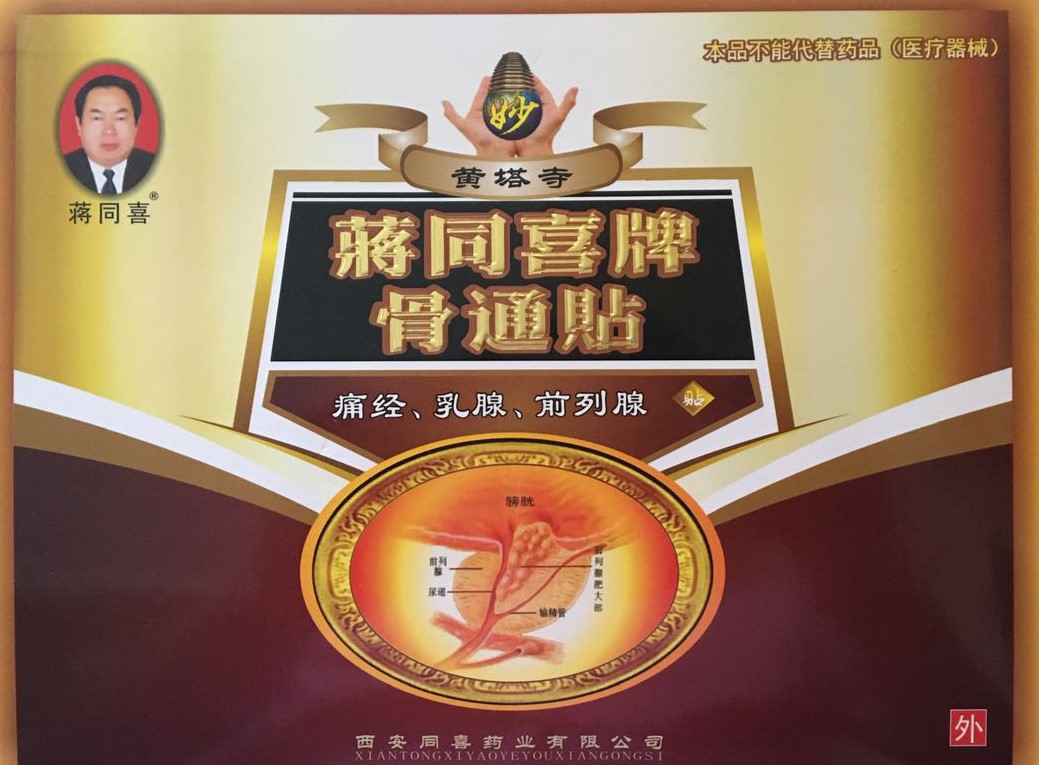 本品不能代替药品（医疗器械）
妙
蒋同喜®
黄塔寺
蒋同喜牌
骨通貼
痛经、乳腺、前列腺 贴
膀胱
前列腺
尿道
前列腺肥大部
输精管
西安同喜药业有限公司
XIANTONGXIYAOYEYOUXIANGONGSI
外